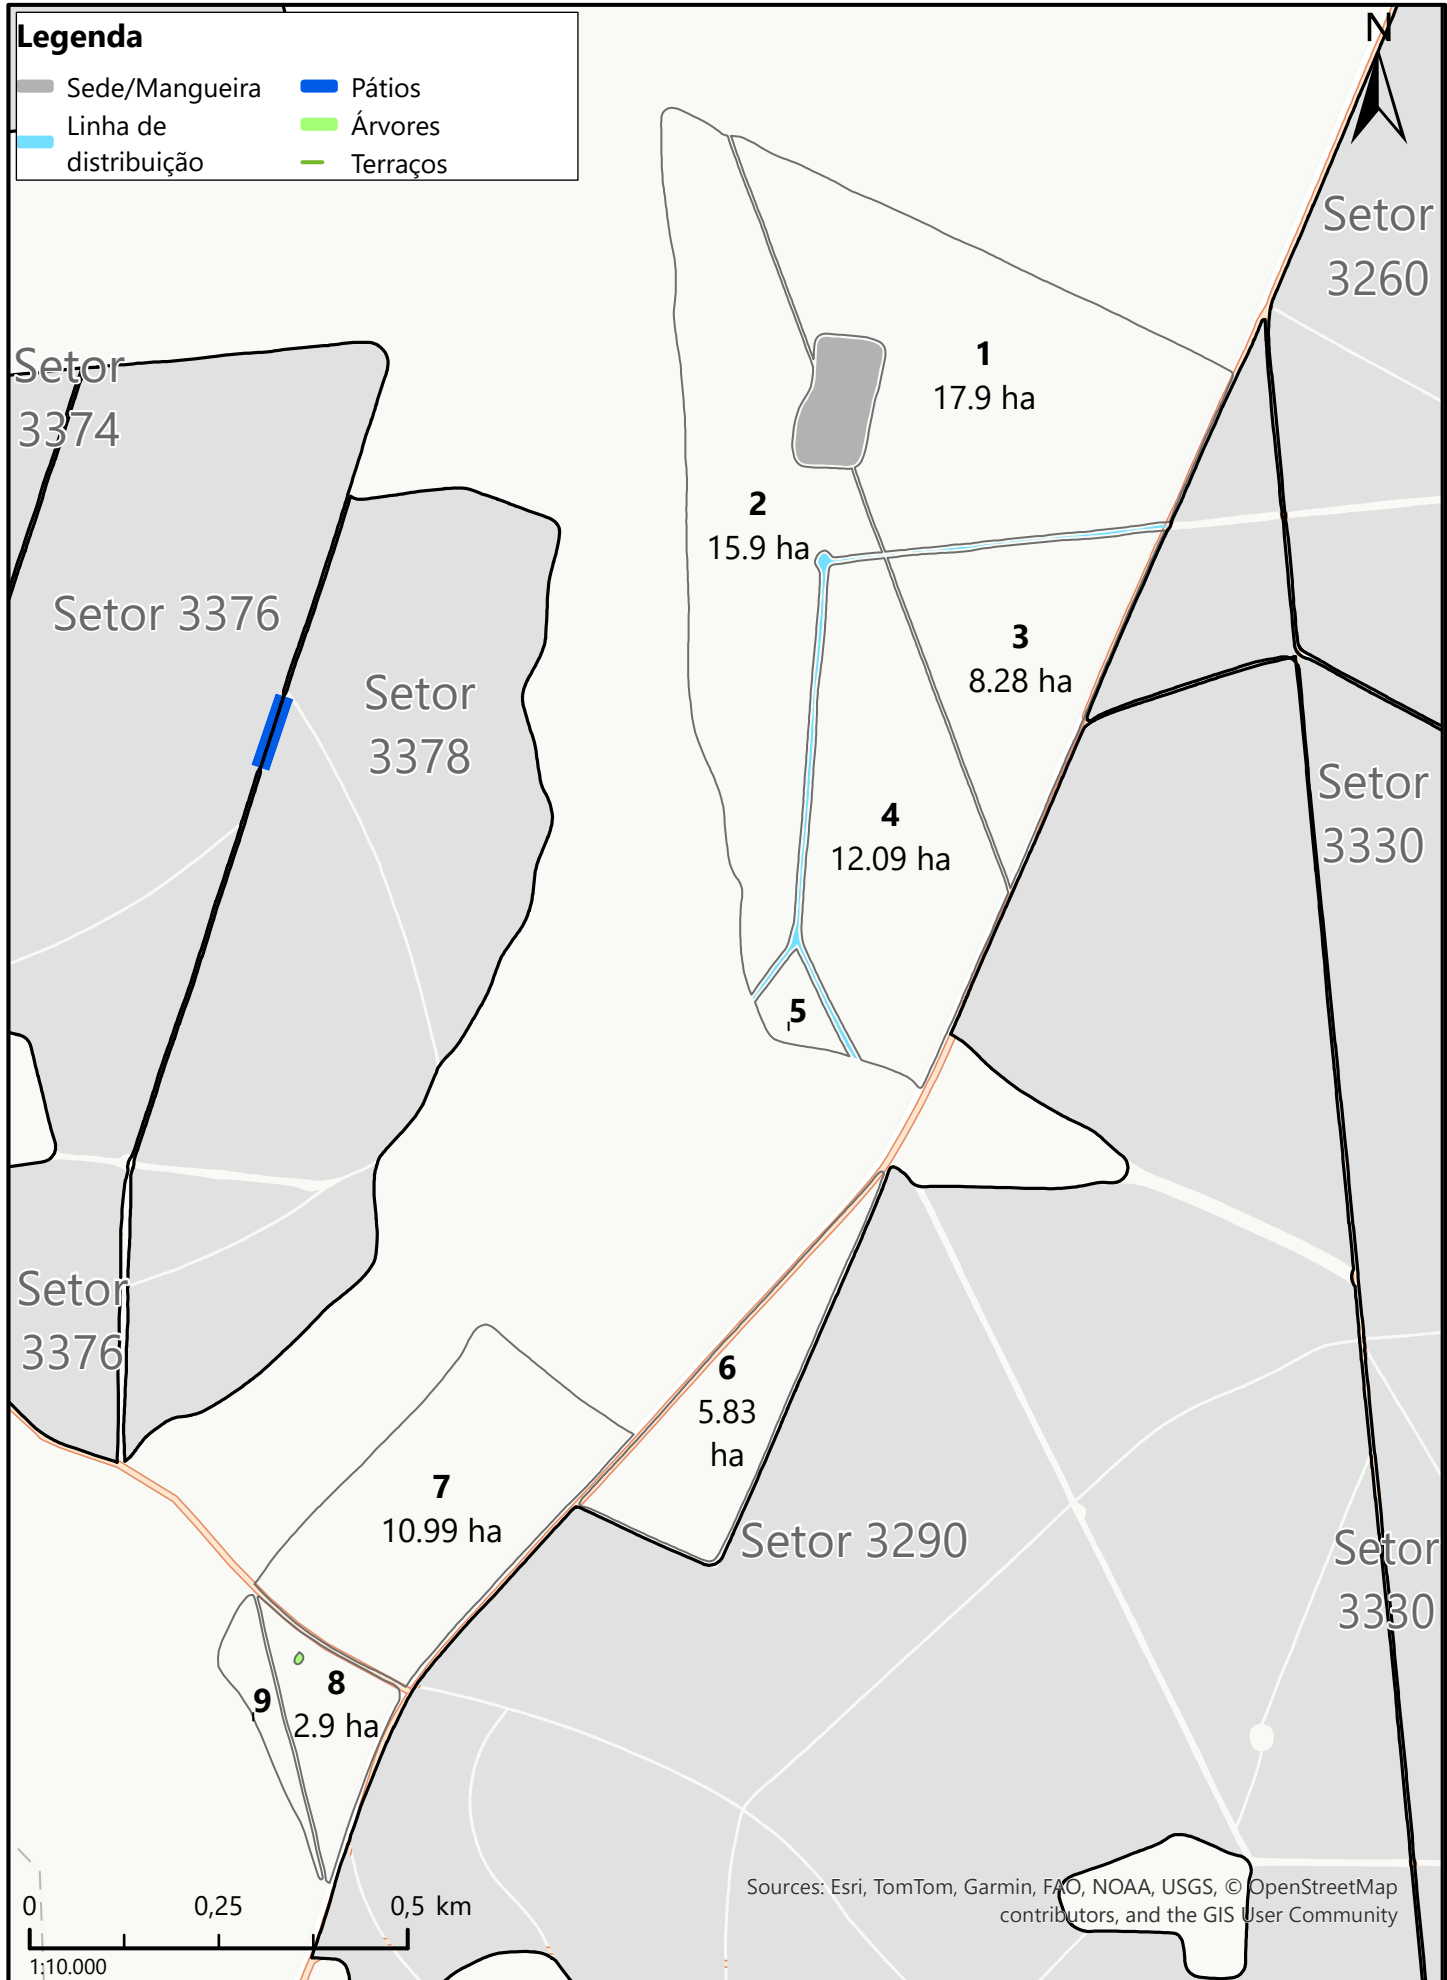 Legenda
Sede/Mangueira
Linha de
distribuição
Pátios
Árvores
Terraços
N
Setor
3260
1
17.9 ha
Setor
3374
2
15.9 ha
Setor 3376
3
8.28 ha
Setor
3378
Setor
3330
4
12.09 ha
5
Setor
3376
6
5.83
ha
7
10.99 ha
Setor 3290
Setor
3330
8
2.9 ha
9
0 0,25 0,5 km
1:10.000
Sources: Esri, TomTom, Garmin, FAO, NOAA, USGS, © OpenStreetMap
contributors, and the GIS User Community